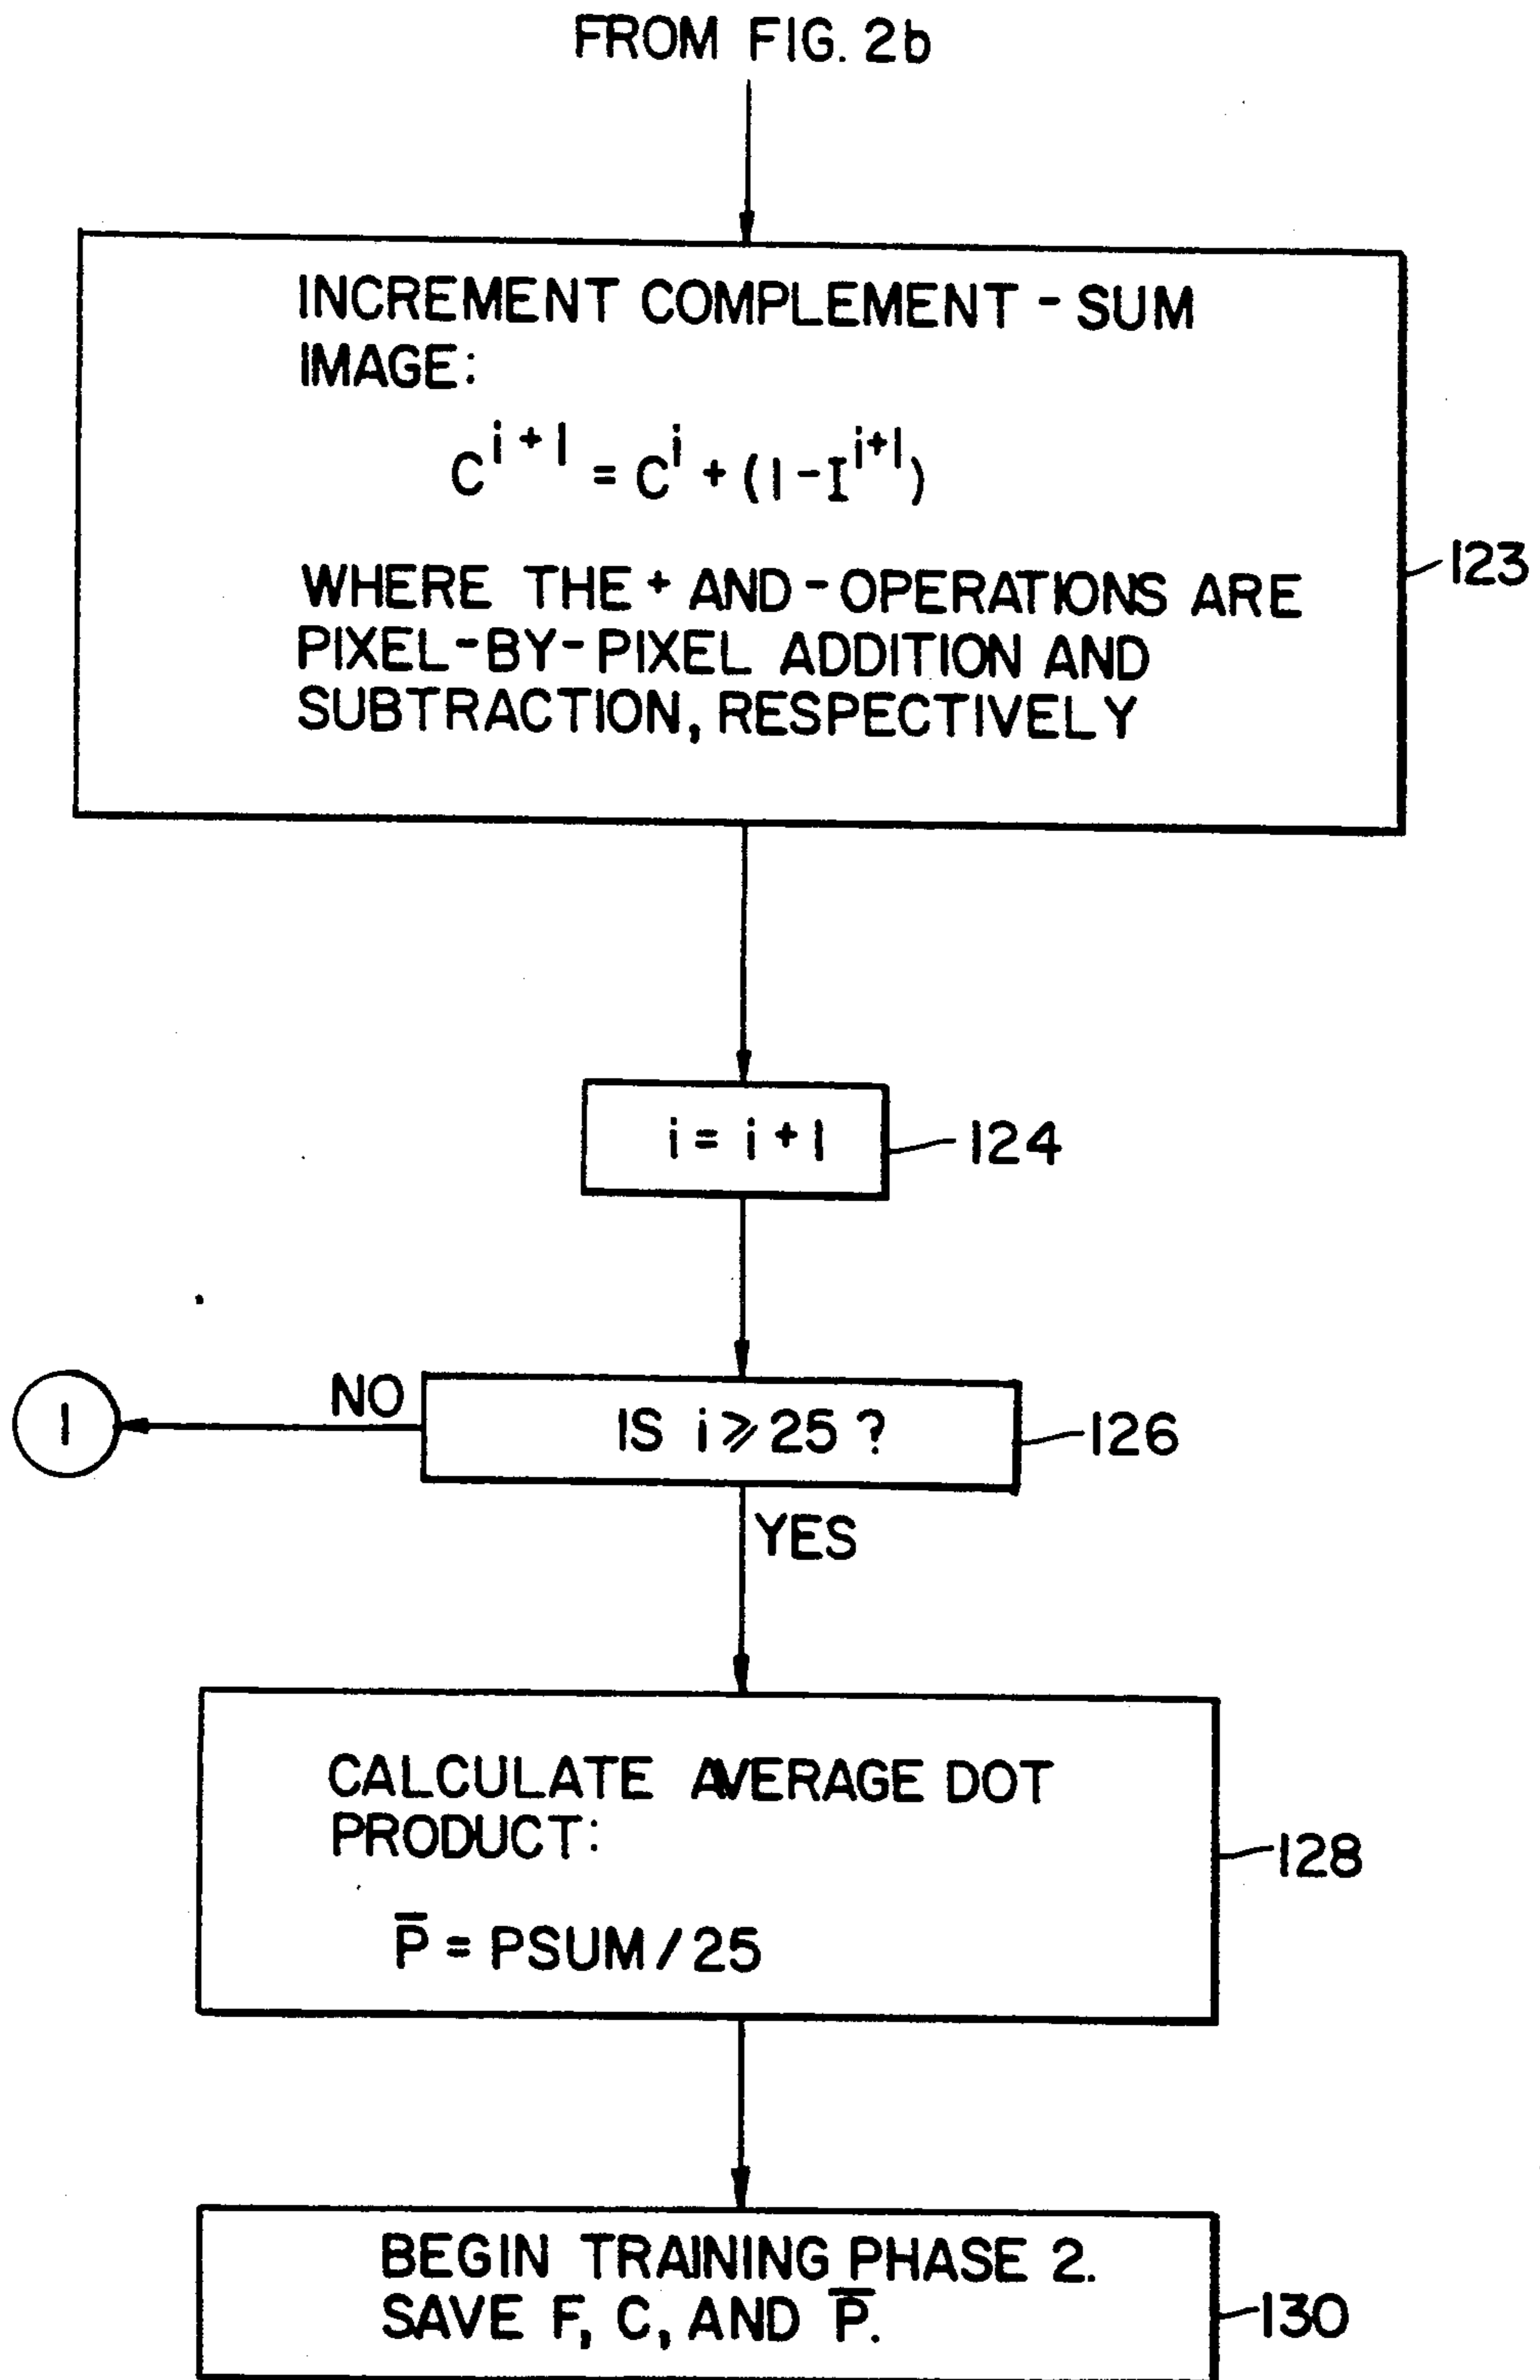 FROM FIG. 2b
INCREMENT COMPLEMENT - SUM
IMAGE:
C^{i+1} = C^i + (1 - I^{i+1})
WHERE THE + AND - OPERATIONS ARE
PIXEL-BY-PIXEL ADDITION AND
SUBTRACTION, RESPECTIVELY
123
i = i + 1
124
1
NO
IS i ⩾ 25 ?
126
YES
CALCULATE AVERAGE DOT
PRODUCT:
P̅ = PSUM / 25
128
BEGIN TRAINING PHASE 2.
SAVE F, C, AND P̅.
130